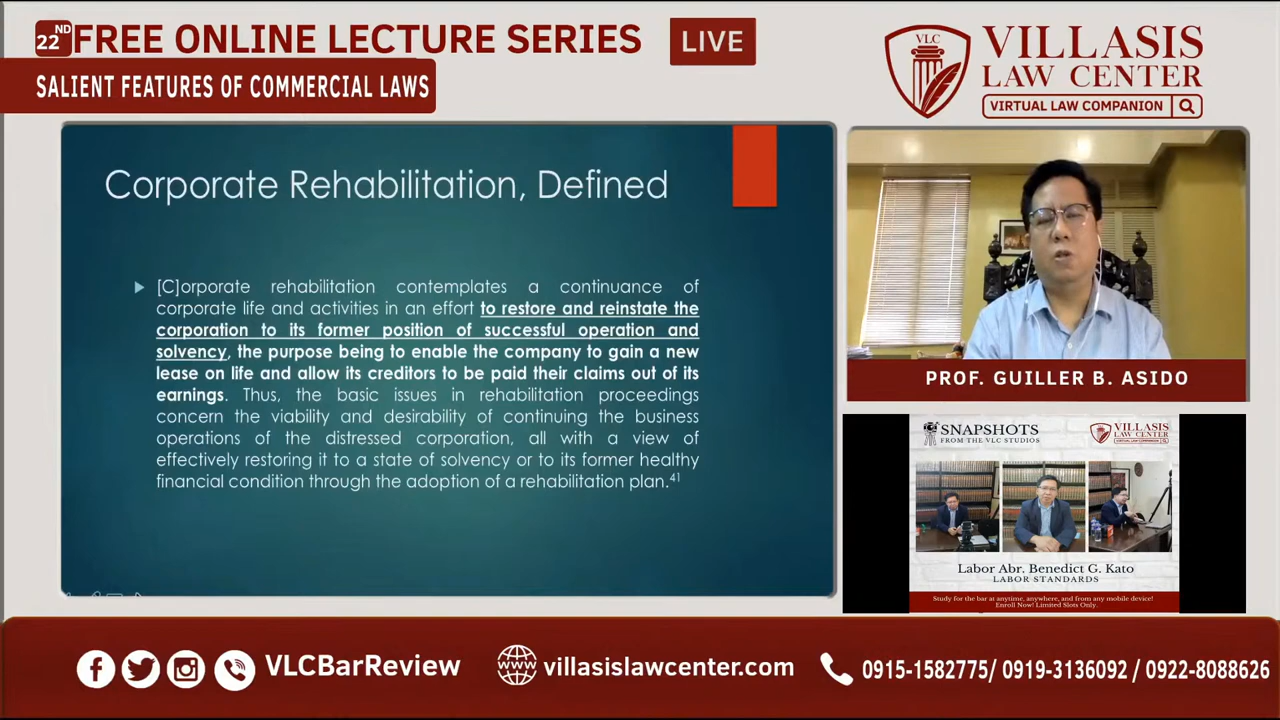 22ND FREE ONLINE LECTURE SERIES
LIVE
SALIENT FEATURES OF COMMERCIAL LAWS
VLC
VILLASIS
LAW CENTER
VIRTUAL LAW COMPANION
Corporate Rehabilitation, Defined
[C]orporate rehabilitation contemplates a continuance of
corporate life and activities in an effort to restore and reinstate the
corporation to its former position of successful operation and
solvency, the purpose being to enable the company to gain a new
lease on life and allow its creditors to be paid their claims out of its
earnings. Thus, the basic issues in rehabilitation proceedings
concern the viability and desirability of continuing the business
operations of the distressed corporation, all with a view of
effectively restoring it to a state of solvency or to its former healthy
financial condition through the adoption of a rehabilitation plan.41
PROF. GUILLER B. ASIDO
SNAPSHOTS
FROM THE VLC STUDIOS
VILLASIS
LAW CENTER
VIRTUAL LAW COMPANION
Labor Abr. Benedict G. Kato
LABOR STANDARDS
Study for the bar at anytime, anywhere, and from any mobile device!
Enroll Now! Limited Slots Only.
VLCBarReview
www
villasislawcenter.com
0915-1582775/ 0919-3136092 / 0922-8088626